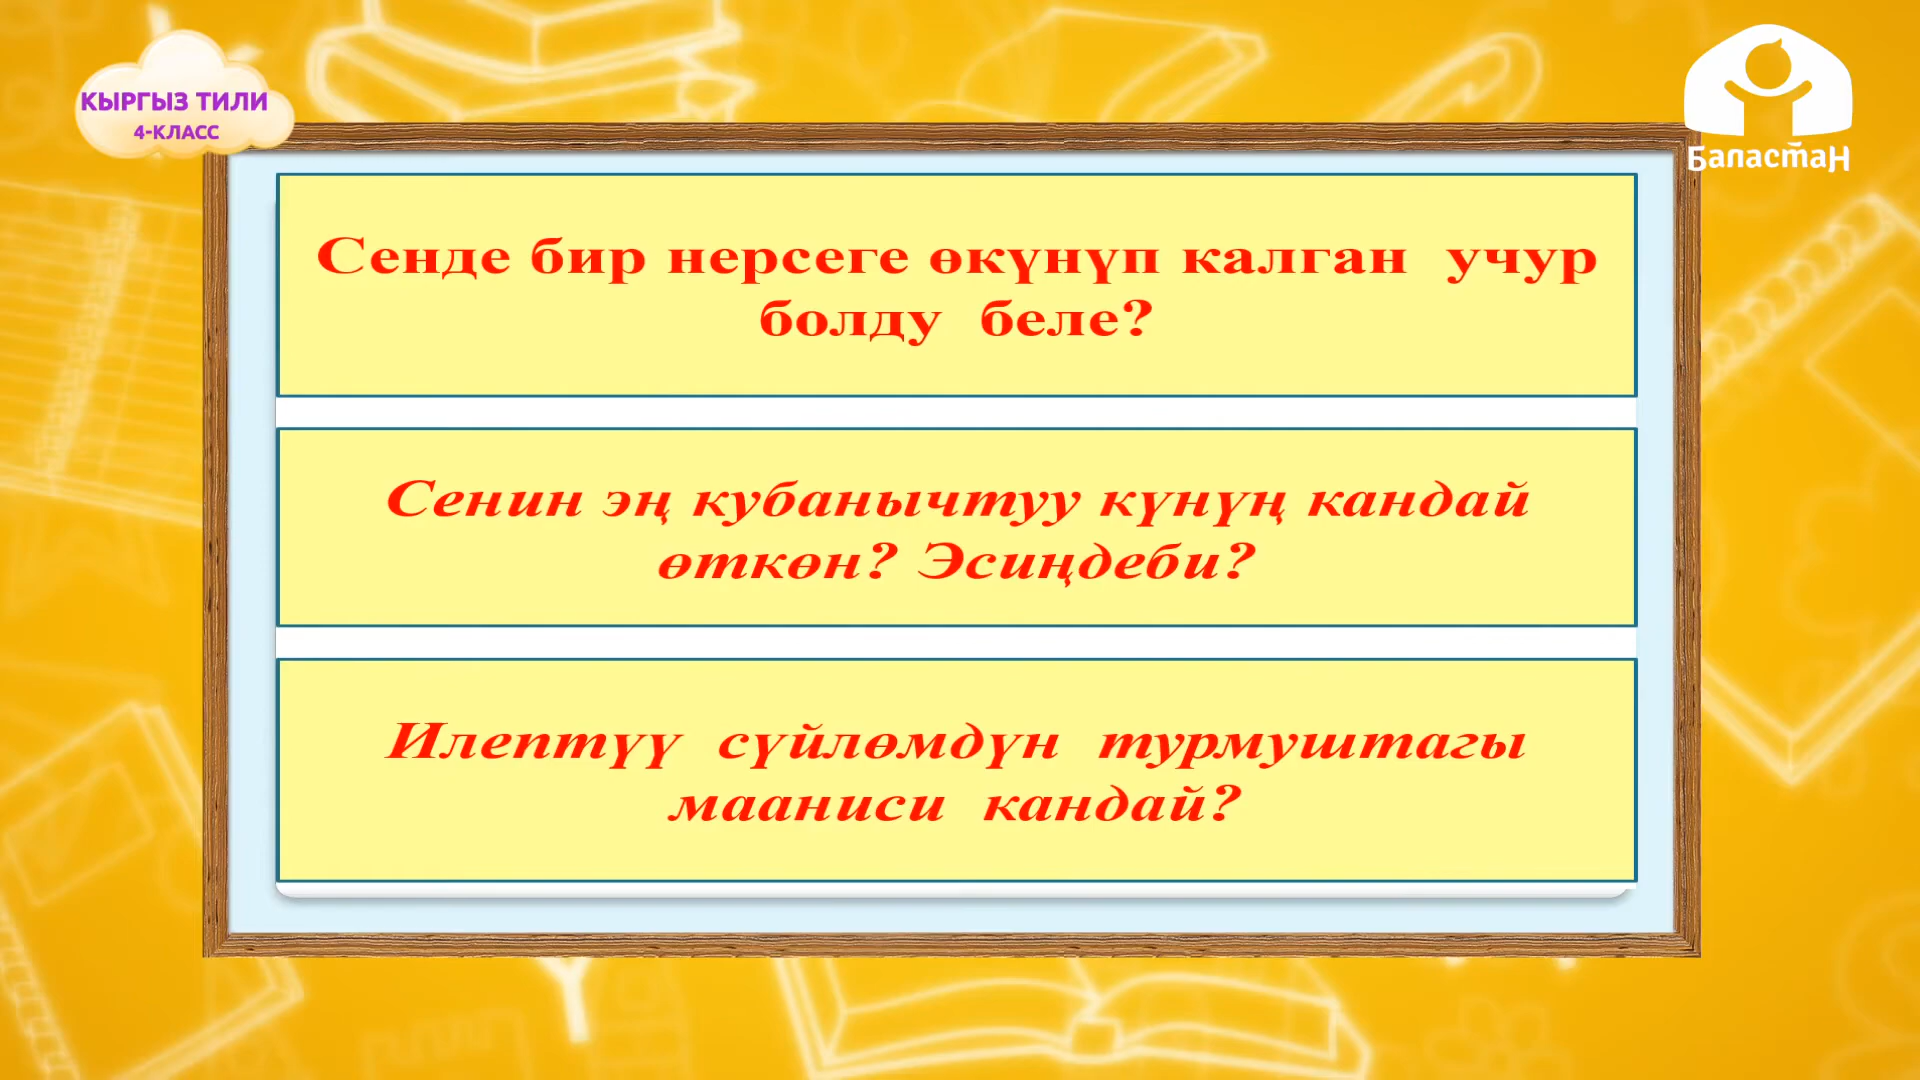 КЫРГЫЗ ТИЛИ
4-КЛАСС
Баластан
Сенде бир нерсеге өкүнүп калган учур
болду беле?
Сенин эң кубанычтуу күнүң кандай
өткөн? Эсиңдеби?
Илептүү сүйлөмдүн турмуштагы
мааниси кандай?